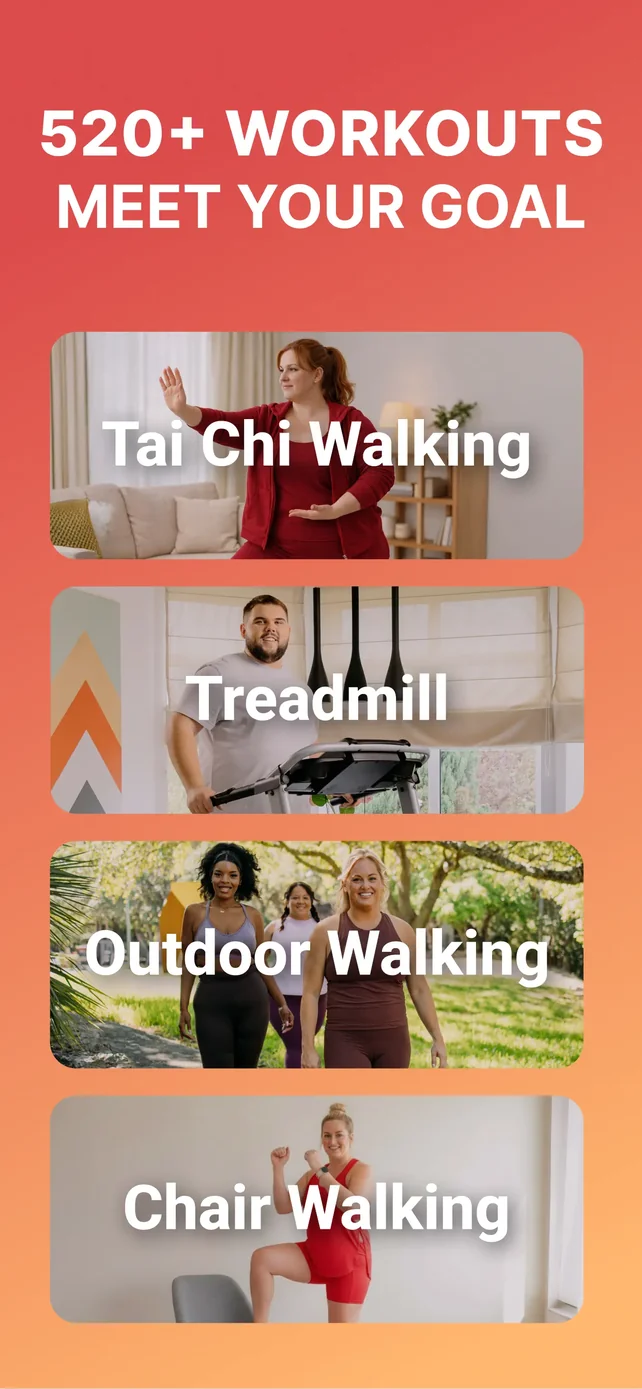 520+ WORKOUTS
MEET YOUR GOAL
Tai Chi Walking
Treadmill
Outdoor Walking
Chair Walking